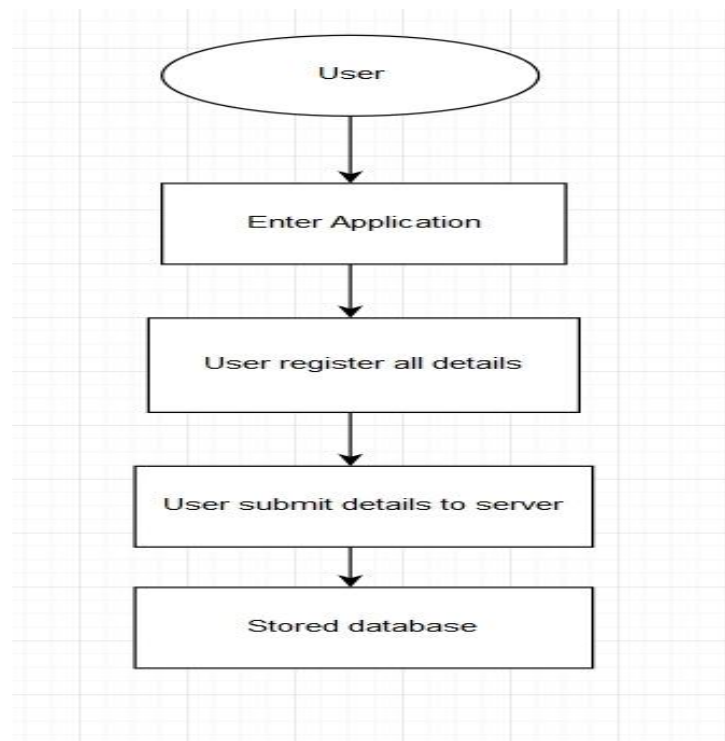 User
Enter Application
User register all details
User submit details to server
Stored database